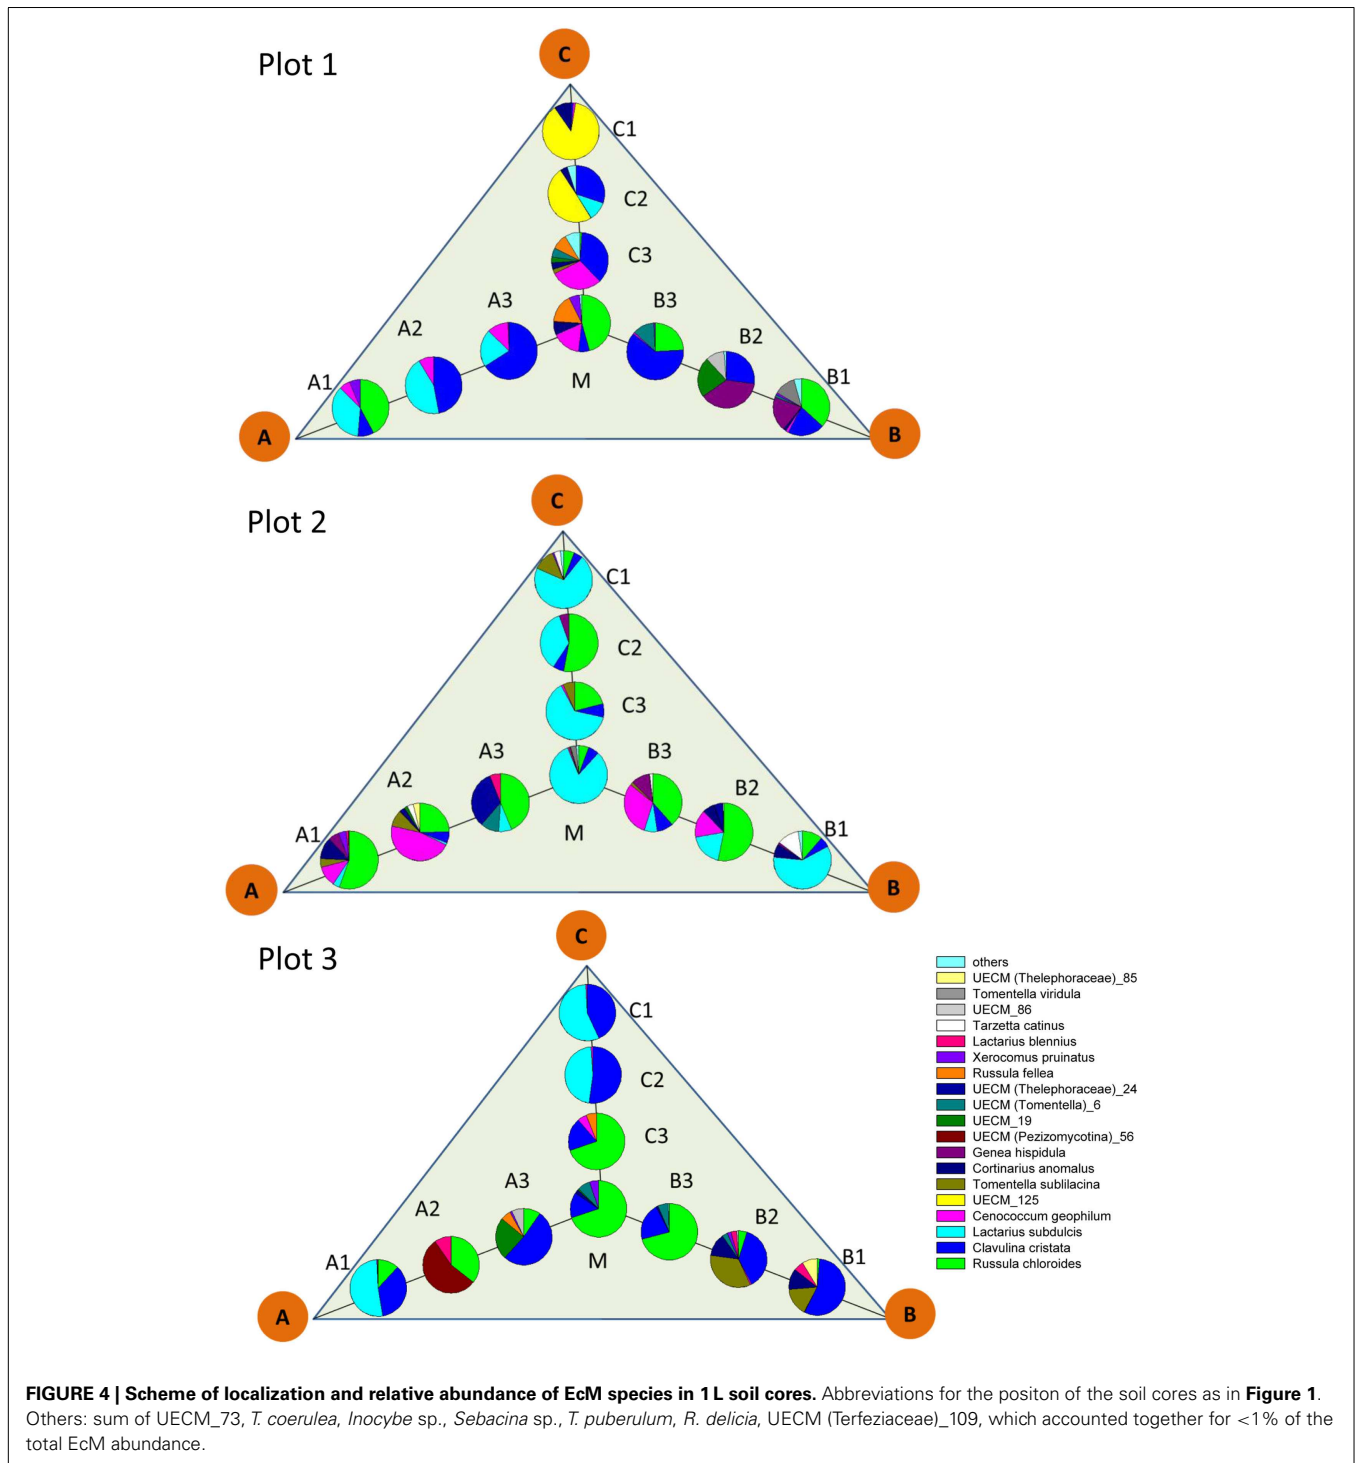 Plot 1
C
C1
C2
C3
A3
B3
A2
B2
M
A1
B1
A
B
Plot 2
C
C1
C2
C3
A3
B3
A2
B2
A1
M
B1
A
B
Plot 3
C
C1
C2
C3
A3
B3
A2
B2
A1
M
B1
A
B
others
UECM (Thelephoraceae)_85
Tomentella viridula
UECM_86
Tarzetta catinus
Lactarius blennius
Xerocomus pruinatus
Russula fellea
UECM (Thelephoraceae)_24
UECM (Tomentella)_6
UECM_19
UECM (Pezizomycotina)_56
Genea hispidula
Cortinarius anomalus
Tomentella sublilacina
UECM_125
Cenococcum geophilum
Lactarius subdulcis
Clavulina cristata
Russula chloroides
FIGURE 4 | Scheme of localization and relative abundance of EcM species in 1 L soil cores. Abbreviations for the positon of the soil cores as in Figure 1.
Others: sum of UECM_73, T. coerulea, Inocybe sp., Sebacina sp., T. puberulum, R. delicia, UECM (Terfeziaceae)_109, which accounted together for <1% of the
total EcM abundance.